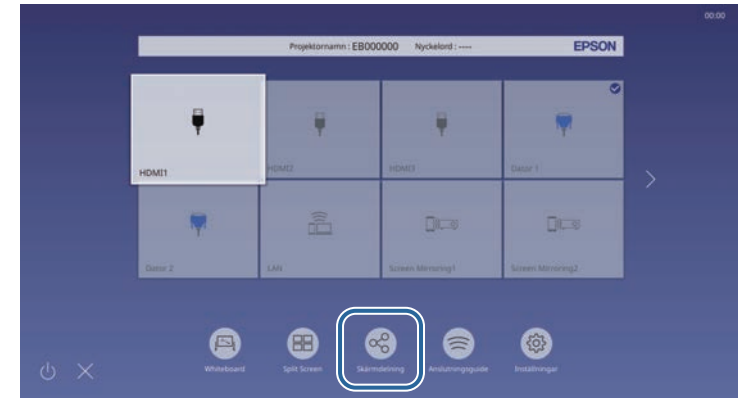 00:00
Projektornamn : EB000000 Nyckelord : ---- EPSON
HDMI1 HDMI2 HDMI3 Dator 1
Dator 2 LAN Screen Mirroring1 Screen Mirroring2
Whiteboard Split Screen Skärmdelning Anslutningsguide Inställningar